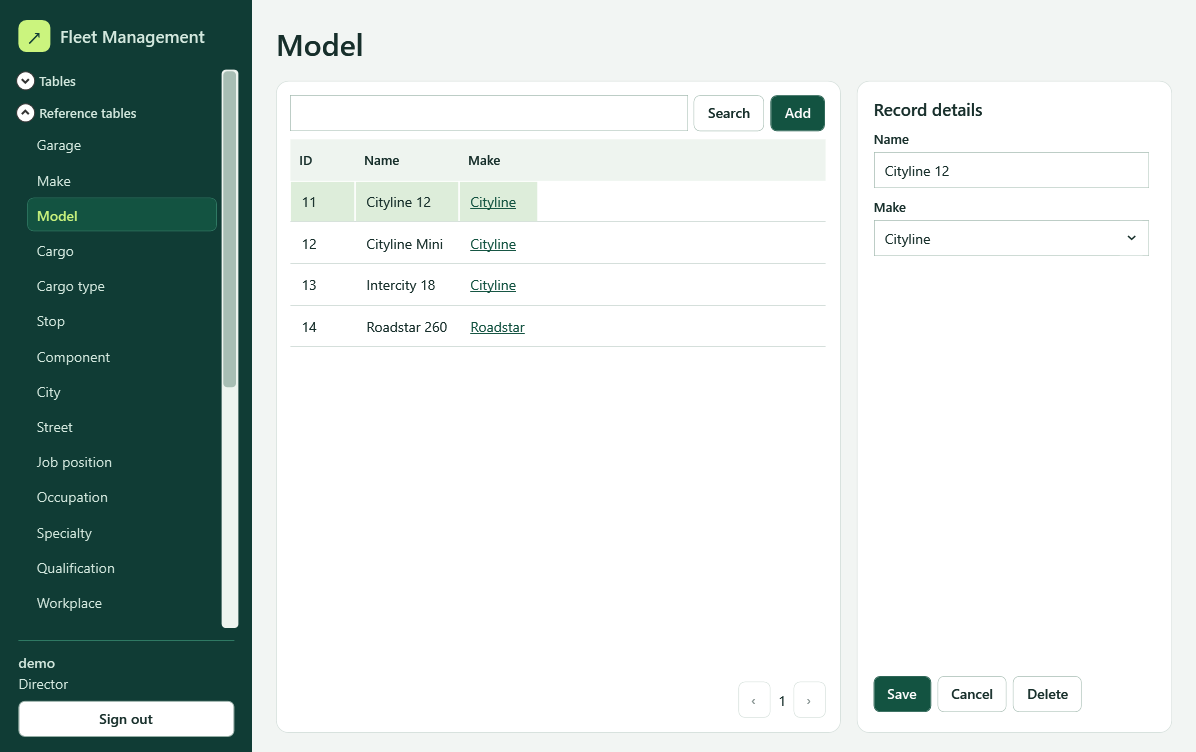 Fleet Management
Tables
Reference tables
Garage
Make
Model
Cargo
Cargo type
Stop
Component
City
Street
Job position
Occupation
Specialty
Qualification
Workplace
demo
Director
Sign out
Model
Search
Add
ID Name Make
11 Cityline 12 Cityline
12 Cityline Mini Cityline
13 Intercity 18 Cityline
14 Roadstar 260 Roadstar
‹ 1 ›
Record details
Name
Cityline 12
Make
Cityline
Save Cancel Delete